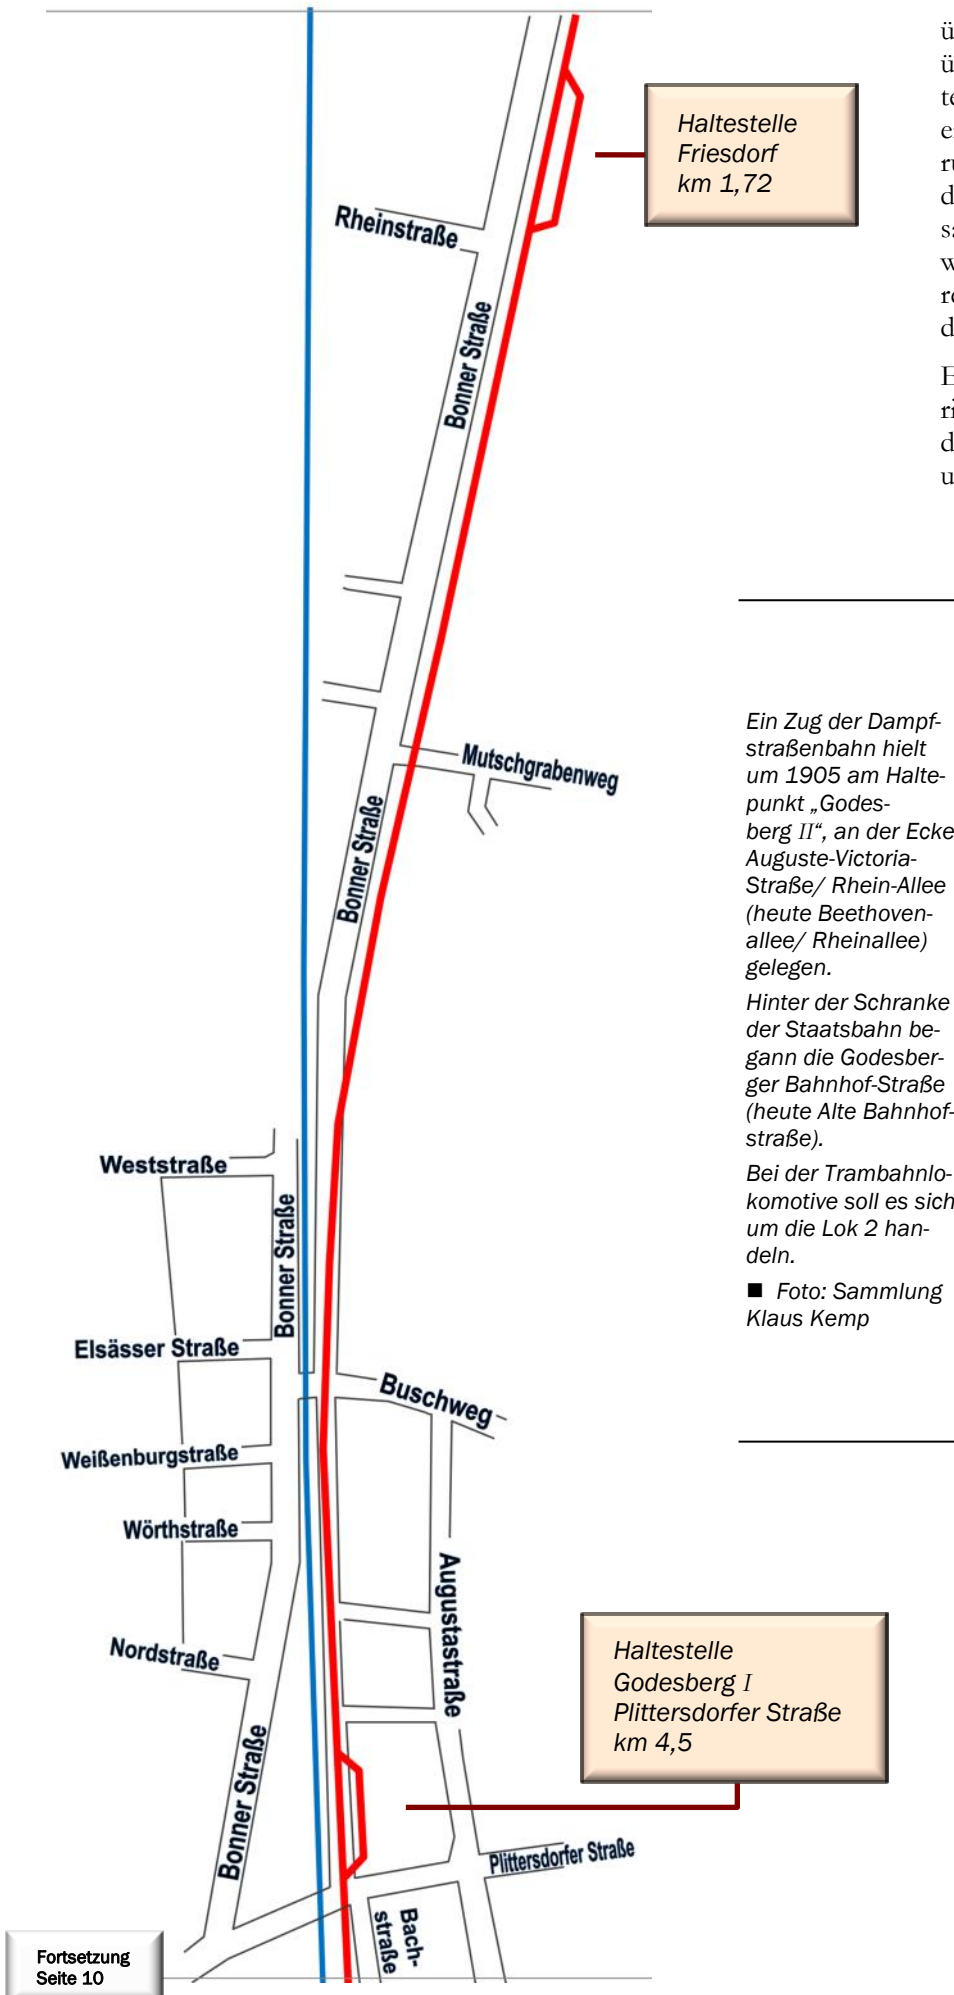 Haltestelle
Friesdorf
km 1,72
Rheinstraße
Bonner Straße
Mutschgrabenweg
Bonner Straße
Weststraße
Bonner Straße
Elsässer Straße
Buschweg
Weißenburgstraße
Wörthstraße
Augustastraße
Nordstraße
Haltestelle
Godesberg I
Plittersdorfer Straße
km 4,5
Bonner Straße
Plittersdorfer Straße
Bach-
straße
Fortsetzung
Seite 10
Ein Zug der Dampf-
straßenbahn hielt
um 1905 am Halte-
punkt „Godes-
berg II“, an der Ecke
Auguste-Victoria-
Straße/ Rhein-Allee
(heute Beethoven-
allee/ Rheinallee)
gelegen.
Hinter der Schranke
der Staatsbahn be-
gann die Godesber-
ger Bahnhof-Straße
(heute Alte Bahnhof-
straße).
Bei der Trambahnlo-
komotive soll es sich
um die Lok 2 han-
deln.
■ Foto: Sammlung
Klaus Kemp